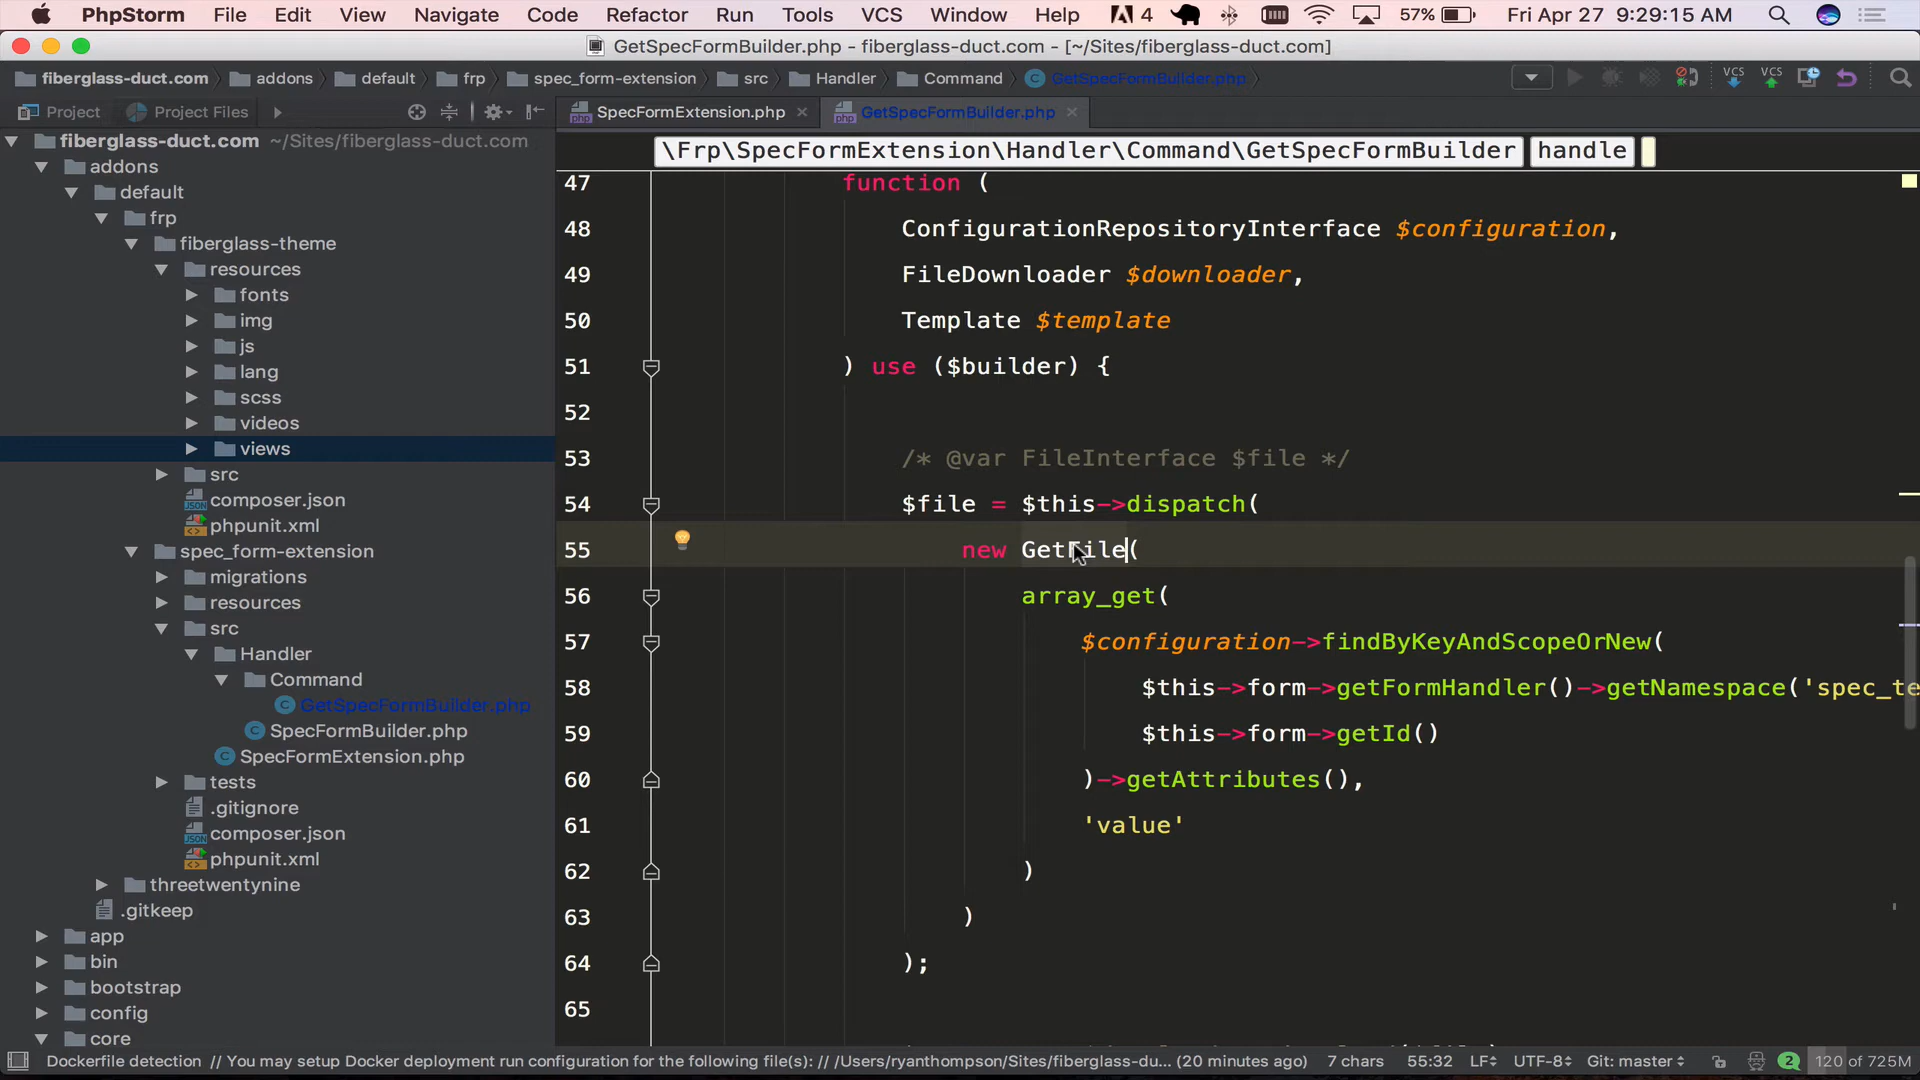 PhpStorm File Edit View Navigate Code Refactor Run Tools VCS Window Help 4 57% Fri Apr 27 9:29:15 AM
GetSpecFormBuilder.php - fiberglass-duct.com - [~/Sites/fiberglass-duct.com]
fiberglass-duct.com addons default frp spec_form-extension src Handler Command GetSpecFormBuilder.php VCS VCS
Project Project Files SpecFormExtension.php GetSpecFormBuilder.php
\Frp\SpecFormExtension\Handler\Command\GetSpecFormBuilder handle
fiberglass-duct.com ~/Sites/fiberglass-duct.com
addons
default
frp
fiberglass-theme
resources
fonts
img
js
lang
scss
videos
views
src
composer.json
phpunit.xml
spec_form-extension
migrations
resources
src
Handler
Command
GetSpecFormBuilder.php
SpecFormBuilder.php
SpecFormExtension.php
tests
.gitignore
composer.json
phpunit.xml
threetwentynine
.gitkeep
app
bin
bootstrap
config
core
47 function (
48 ConfigurationRepositoryInterface $configuration,
49 FileDownloader $downloader,
50 Template $template
51 ) use ($builder) {
52
53 /* @var FileInterface $file */
54 $file = $this->dispatch(
55 new GetFile(
56 array_get(
57 $configuration->findByKeyAndScopeOrNew(
58 $this->form->getFormHandler()->getNamespace('spec_te
59 $this->form->getId()
60 )->getAttributes(),
61 'value'
62 )
63 )
64 );
65
Dockerfile detection // You may setup Docker deployment run configuration for the following file(s): // /Users/ryanthompson/Sites/fiberglass-du... (20 minutes ago) 7 chars 55:32 LF UTF-8 Git: master 2 120 of 725M